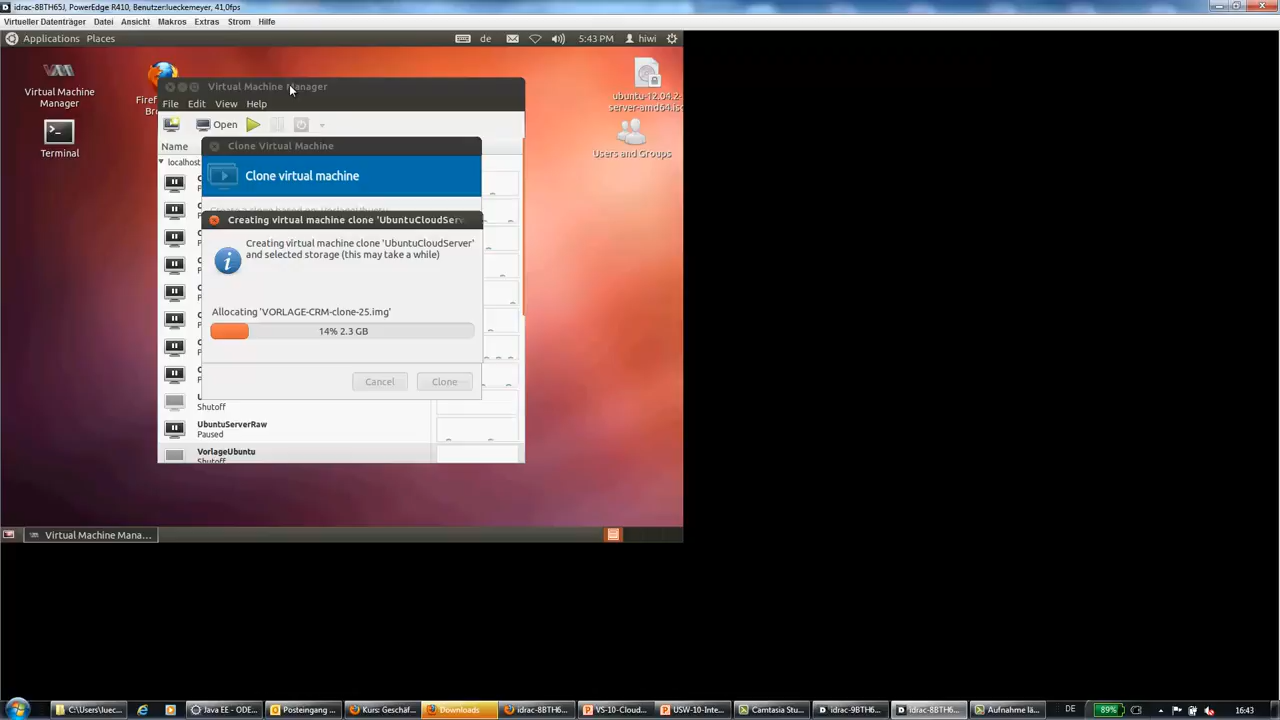 idrac-8BTH65J, PowerEdge R410, Benutzer:lueckemeyer, 41,0fps
Virtueller Datenträger Datei Ansicht Makros Extras Strom Hilfe
Applications Places de 5:43 PM hiwi
Virtual Machine
Manager
Terminal
ubuntu-12.04.2-
server-amd64.iso
Users and Groups
Virtual Machine Manager
File Edit View Help
Open
Name
localhost
Clone Virtual Machine
Clone virtual machine
Creating virtual machine clone 'UbuntuCloudServ
Creating virtual machine clone 'UbuntuCloudServer'
and selected storage (this may take a while)
Allocating 'VORLAGE-CRM-clone-25.img'
14% 2.3 GB
Cancel Clone
Shutoff
UbuntuServerRaw
Paused
VorlageUbuntu
Shutoff
Virtual Machine Mana...
C:\Users\luec... Java EE - ODE... Posteingang ... Kurs: Geschäf... Downloads idrac-8BTH6... VS-10-Cloud... USW-10-Inte... Camtasia Stu... idrac-9BTH6... idrac-8BTH6... Aufnahme lä... DE 89% 16:43